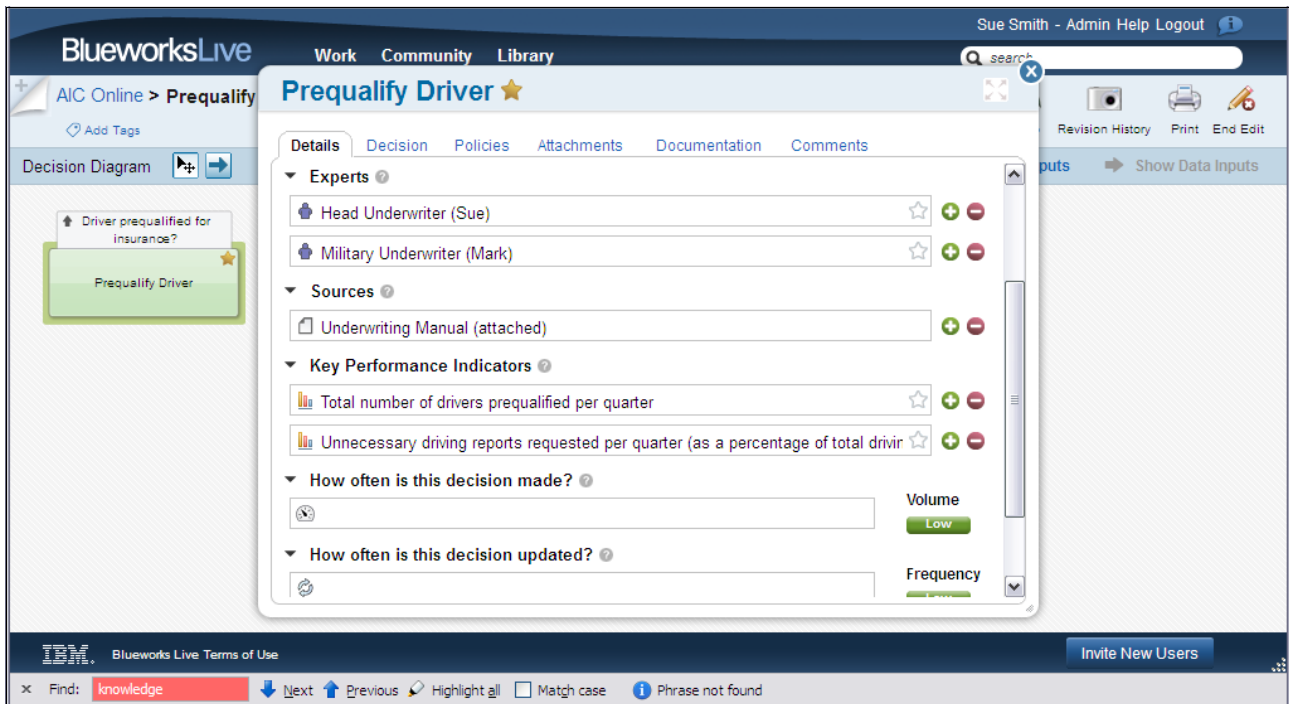 Sue Smith - Admin Help Logout
BlueworksLive
Work Community Library
search
AIC Online > Prequalify
Add Tags
Revision History Print End Edit
Decision Diagram
puts Show Data Inputs
Driver prequalified for
insurance?
Prequalify Driver
Prequalify Driver
Details Decision Policies Attachments Documentation Comments
Experts
Head Underwriter (Sue)
Military Underwriter (Mark)
Sources
Underwriting Manual (attached)
Key Performance Indicators
Total number of drivers prequalified per quarter
Unnecessary driving reports requested per quarter (as a percentage of total drivin
How often is this decision made?
Volume
Low
How often is this decision updated?
Frequency
Low
IBM. Blueworks Live Terms of Use
Invite New Users
x Find: knowledge Next Previous Highlight all Match case Phrase not found